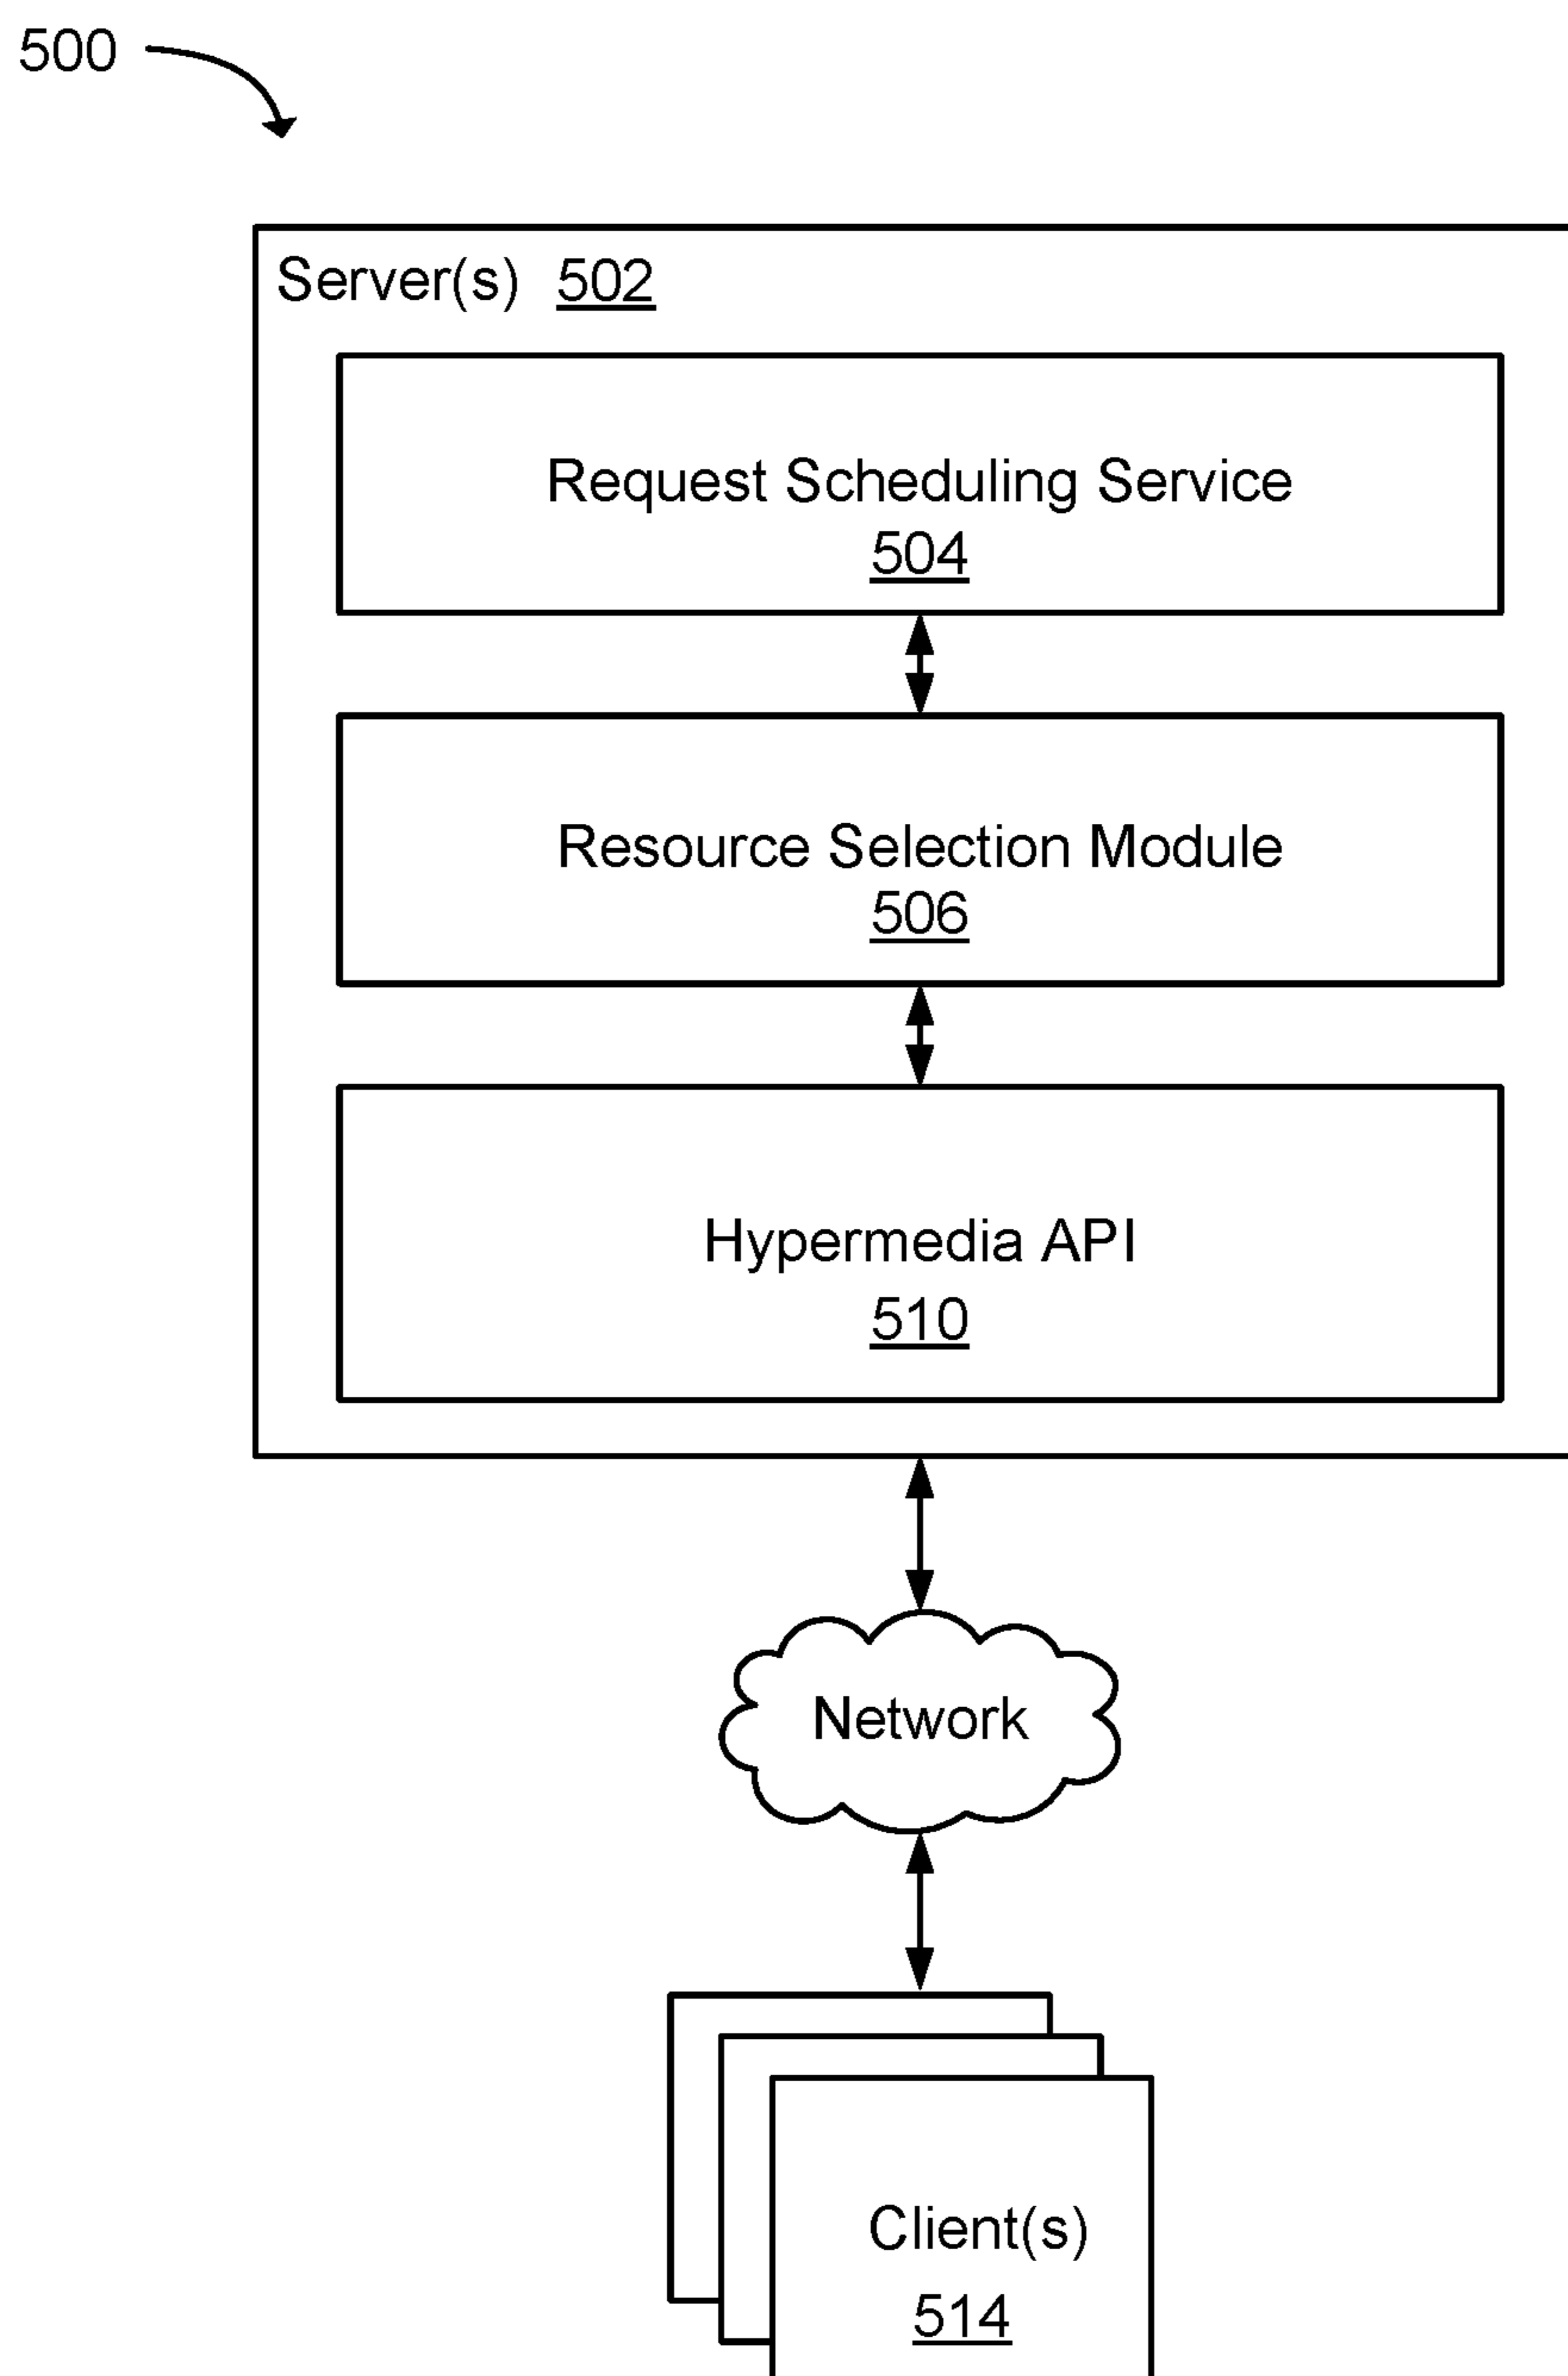 500
Server(s) 502
Request Scheduling Service
504
Resource Selection Module
506
Hypermedia API
510
Network
Client(s)
514